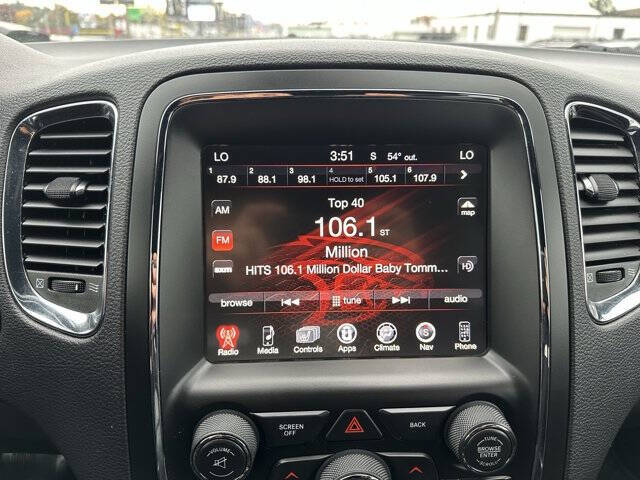 LO 3:51 S 54° out. LO
1 87.9 2 88.1 3 98.1 4 HOLD to set 5 105.1 6 107.9
AM Top 40 map
106.1 ST
FM Million
HITS 106.1 Million Dollar Baby Tomm...
sxm HD
browse tune audio
Radio Media Controls Apps Climate Nav Phone
SCREEN OFF BACK
TUNE
BROWSE
ENTER
SCROLL